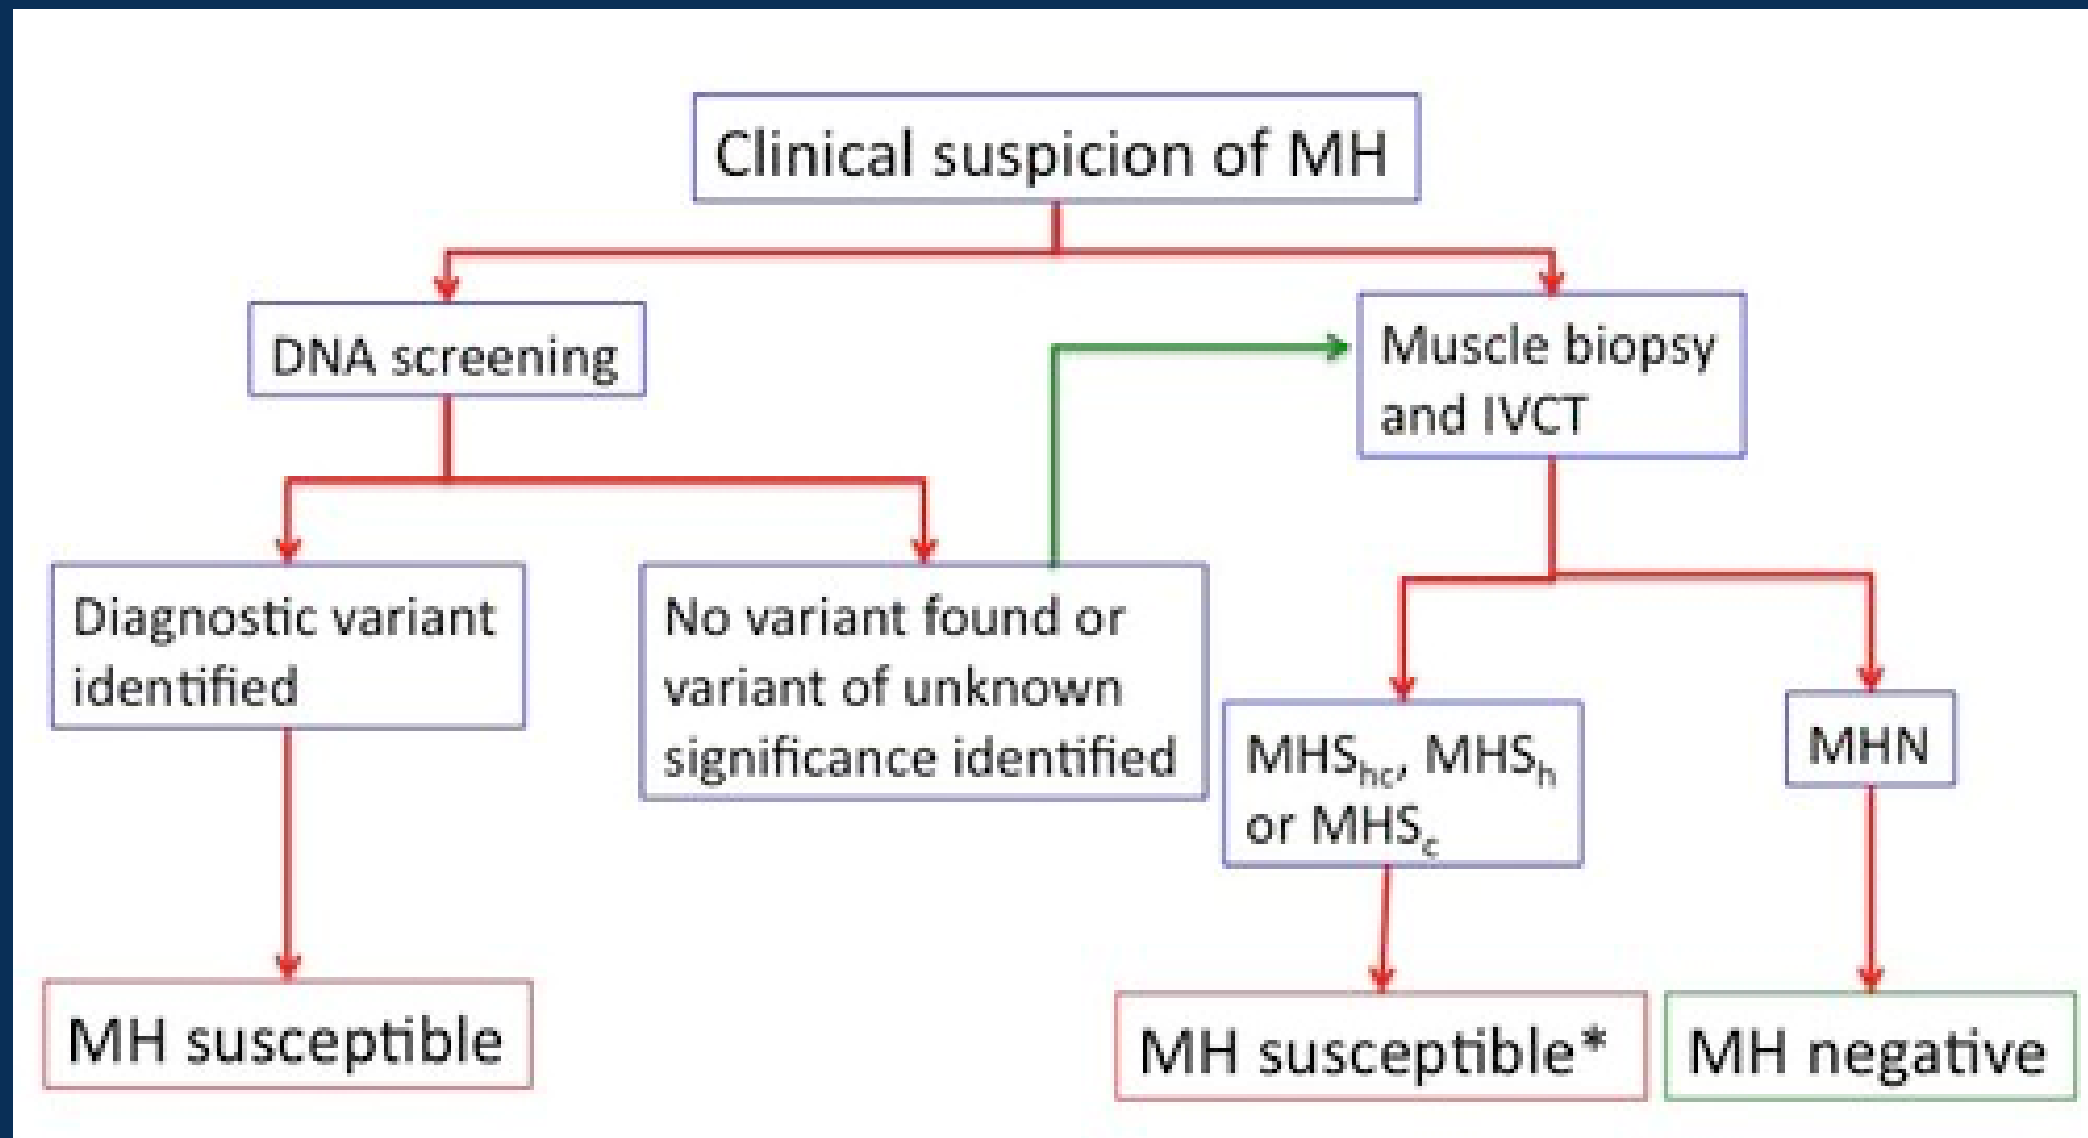 Clinical suspicion of MH
DNA screening
Muscle biopsy
and IVCT
Diagnostic variant
identified
No variant found or
variant of unknown
significance identified
MHShc, MHSh
or MHSc
MHN
MH susceptible
MH susceptible*
MH negative